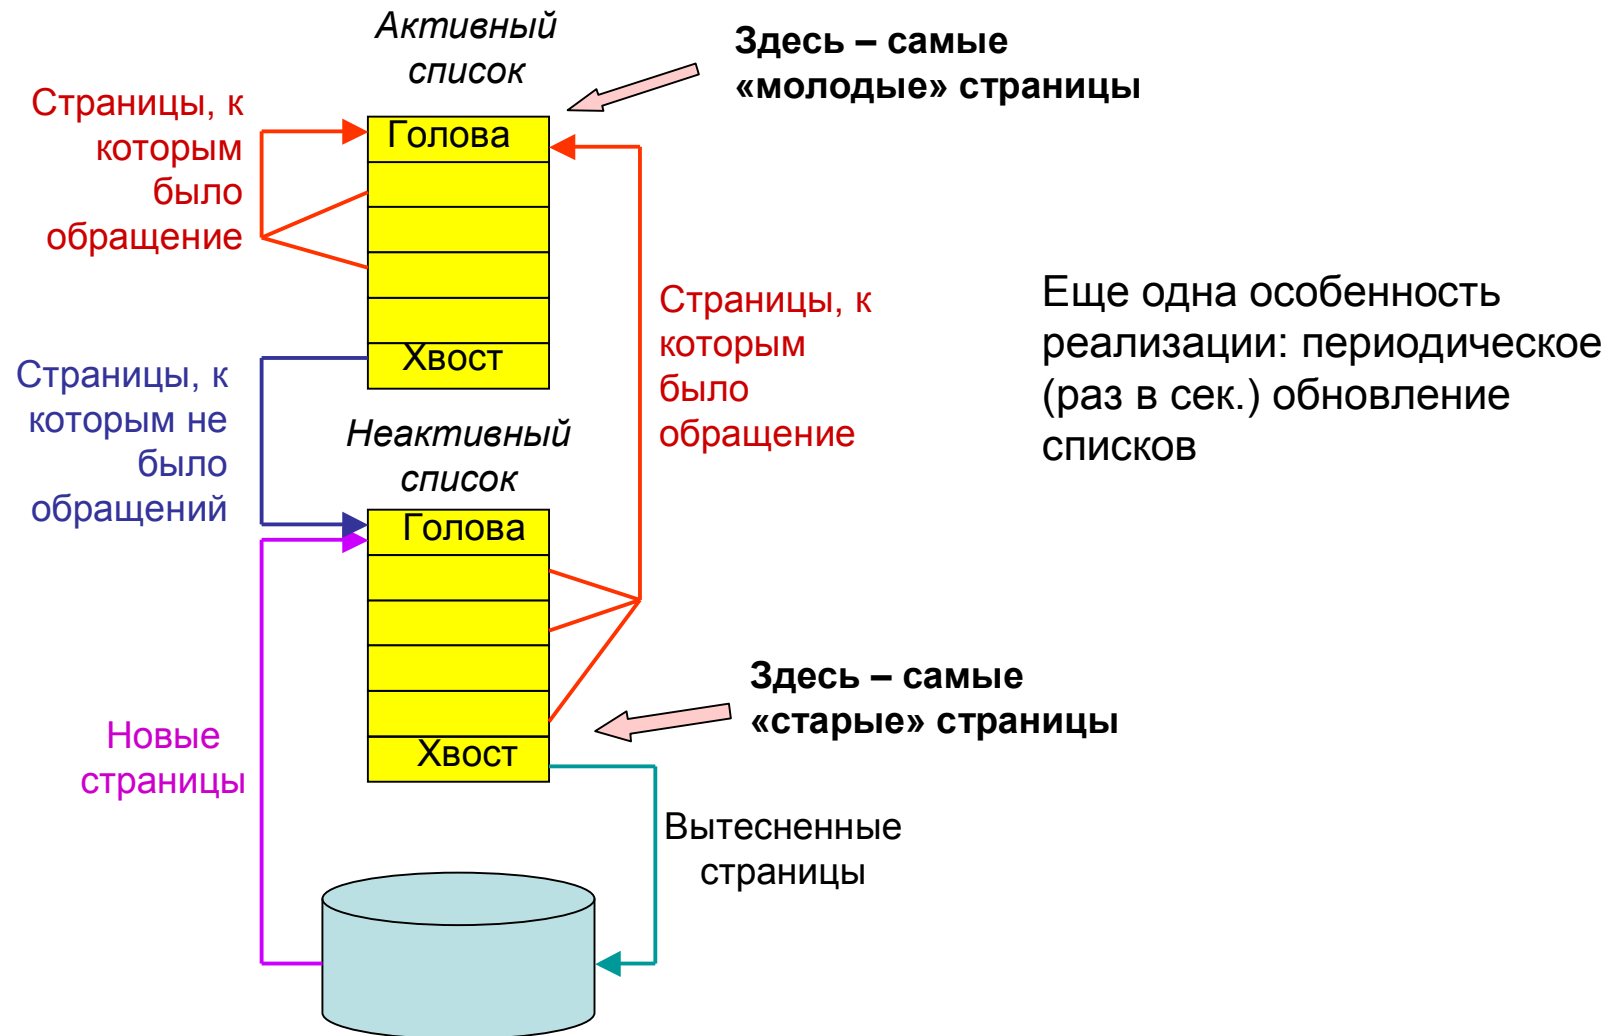 Активный
список
Здесь – самые
«молодые» страницы
Страницы, к
которым
было
обращение
Голова
Хвост
Страницы, к
которым
было
обращение
Еще одна особенность
реализации: периодическое
(раз в сек.) обновление
списков
Страницы, к
которым не
было
обращений
Неактивный
список
Голова
Хвост
Здесь – самые
«старые» страницы
Новые
страницы
Вытесненные
страницы